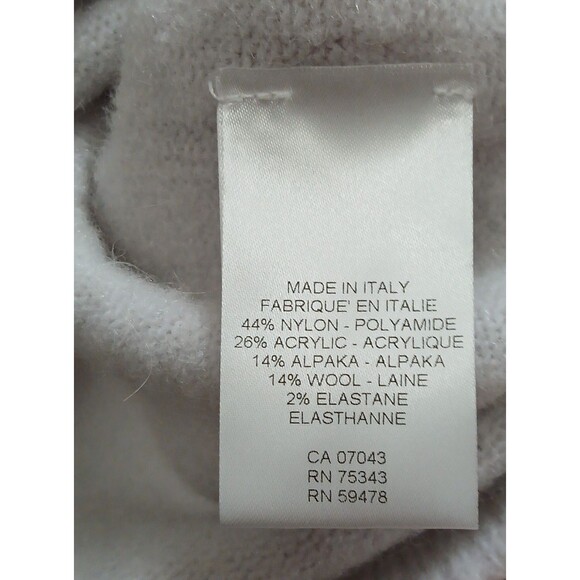 MADE IN ITALY
FABRIQUE' EN ITALIE
44% NYLON - POLYAMIDE
26% ACRYLIC - ACRYLIQUE
14% ALPAKA - ALPAKA
14% WOOL - LAINE
2% ELASTANE
ELASTHANNE
CA 07043
RN 75343
RN 59478